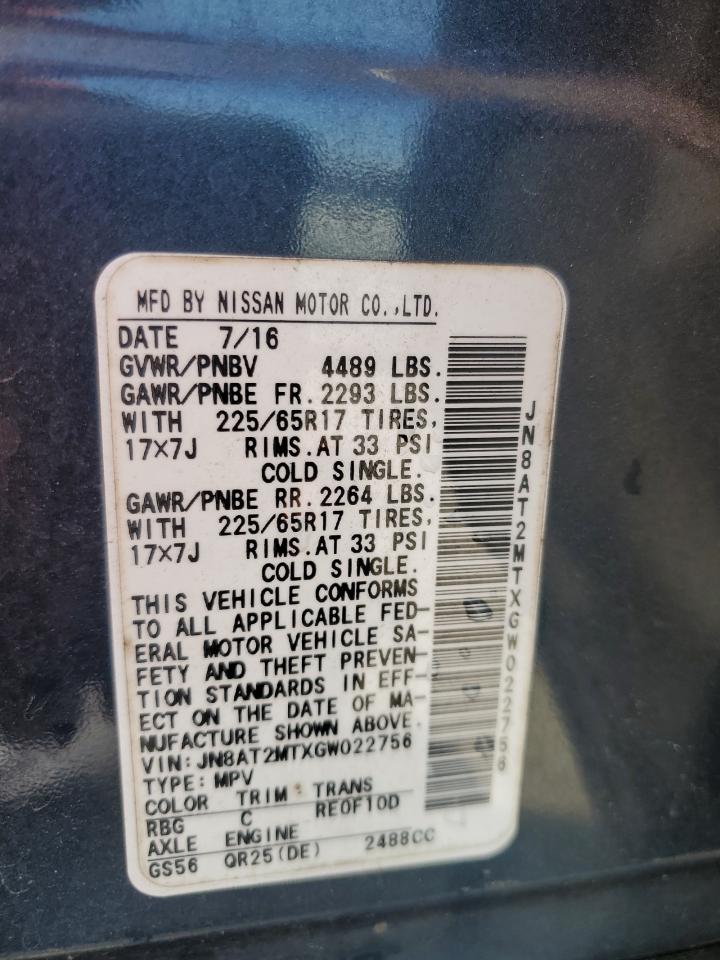 MFD BY NISSAN MOTOR CO.,LTD.
DATE 7/16
GVWR/PNBV 4489 LBS.
GAWR/PNBE FR. 2293 LBS.
WITH 225/65R17 TIRES,
17X7J RIMS.AT 33 PSI
COLD SINGLE.
GAWR/PNBE RR. 2264 LBS.
WITH 225/65R17 TIRES,
17X7J RIMS.AT 33 PSI
COLD SINGLE.
THIS VEHICLE CONFORMS
TO ALL APPLICABLE FED-
ERAL MOTOR VEHICLE SA-
FETY AND THEFT PREVEN-
TION STANDARDS IN EFF-
ECT ON THE DATE OF MA-
NUFACTURE SHOWN ABOVE.
VIN:JN8AT2MTXGW022756
TYPE:MPV
COLOR TRIM TRANS
RBG C RE0F10D
AXLE ENGINE
GS56 QR25(DE) 2488CC
JN8AT2MTXGW022756